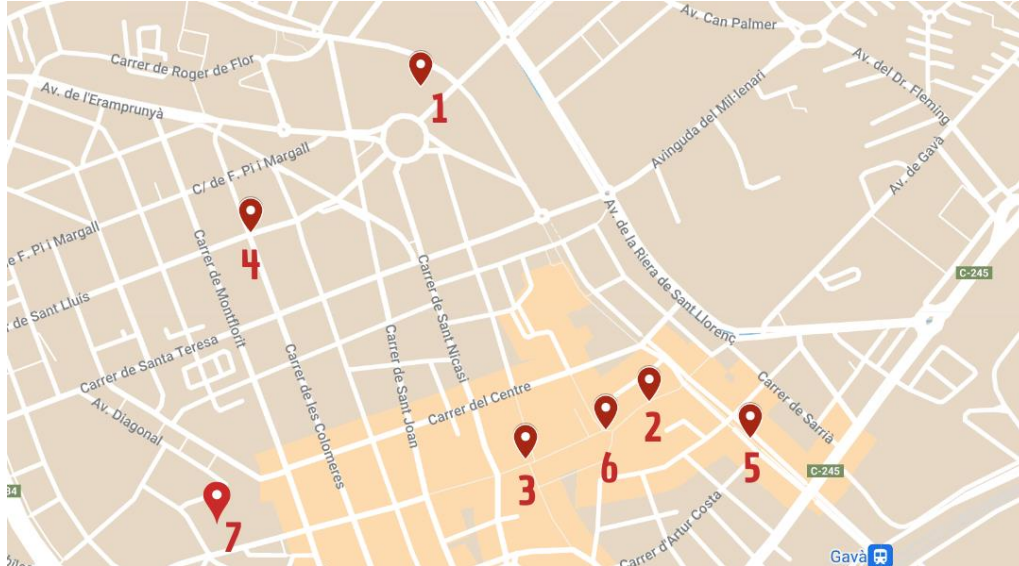 Av. Can Palmer
Carrer de Roger de Flor
Av. del Dr. Fleming
Av. de l'Eramprunyà
1
Avinguda del Mil·lenari
C/ de F. Pi i Margall
Av. de Gavà
4
e F. Pi i Margall
Av. de la Riera de Sant Llorenç
C-245
Carrer de Montflorit
Carrer de Sant Nicasi
r de Sant Lluís
Carrer de Santa Teresa
Carrer de Sant Joan
Carrer de les Colomeres
Carrer del Centre
Carrer de Sarrià
Av. Diagonal
2
6
5
3
C-245
7
Carrer d'Artur Costa
Gavà